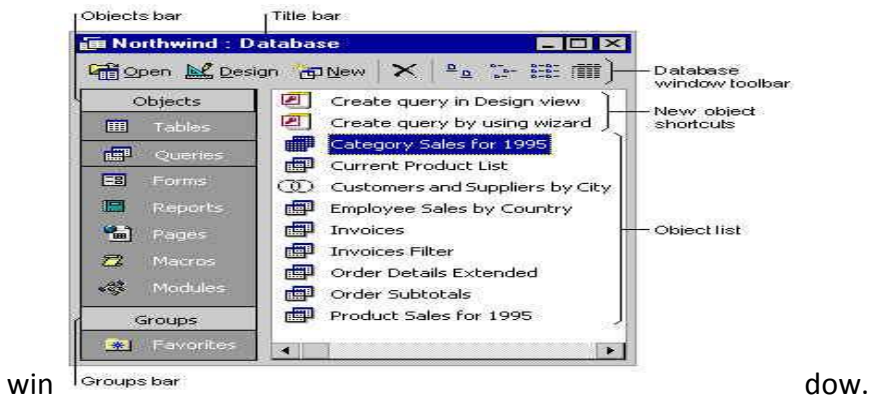 Objects bar
Title bar
Northwind : Database
Open Design New
Database
window toolbar
Objects
Tables
Queries
Forms
Reports
Pages
Macros
Modules
Groups
Favorites
Create query in Design view
Create query by using wizard
New object
shortcuts
Category Sales for 1995
Current Product List
Customers and Suppliers by City
Employee Sales by Country
Invoices
Invoices Filter
Order Details Extended
Order Subtotals
Product Sales for 1995
Object list
Groups bar
win dow.